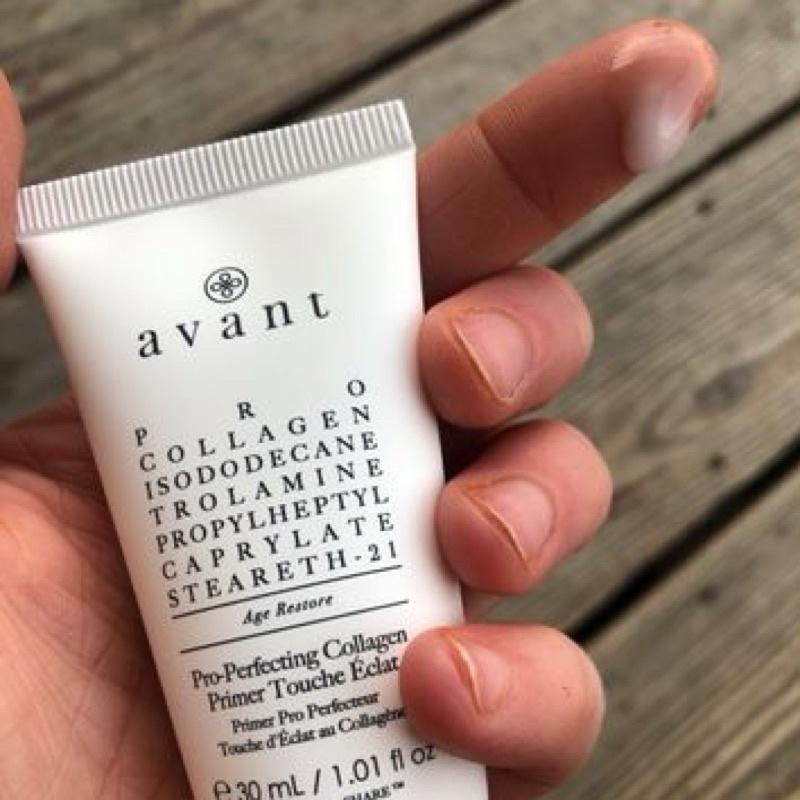 avant
PRO
COLLAGEN
ISODODECANE
TROLAMINE
PROPYLHEPTYL
CAPRYLATE
STEARETH-21
Age Restore
Pro-Perfecting Collagen
Primer Touche Éclat
Primer Pro Perfecteur
Touche d'Éclat au Collagène
℮ 30 mL / 1.01 fl oz